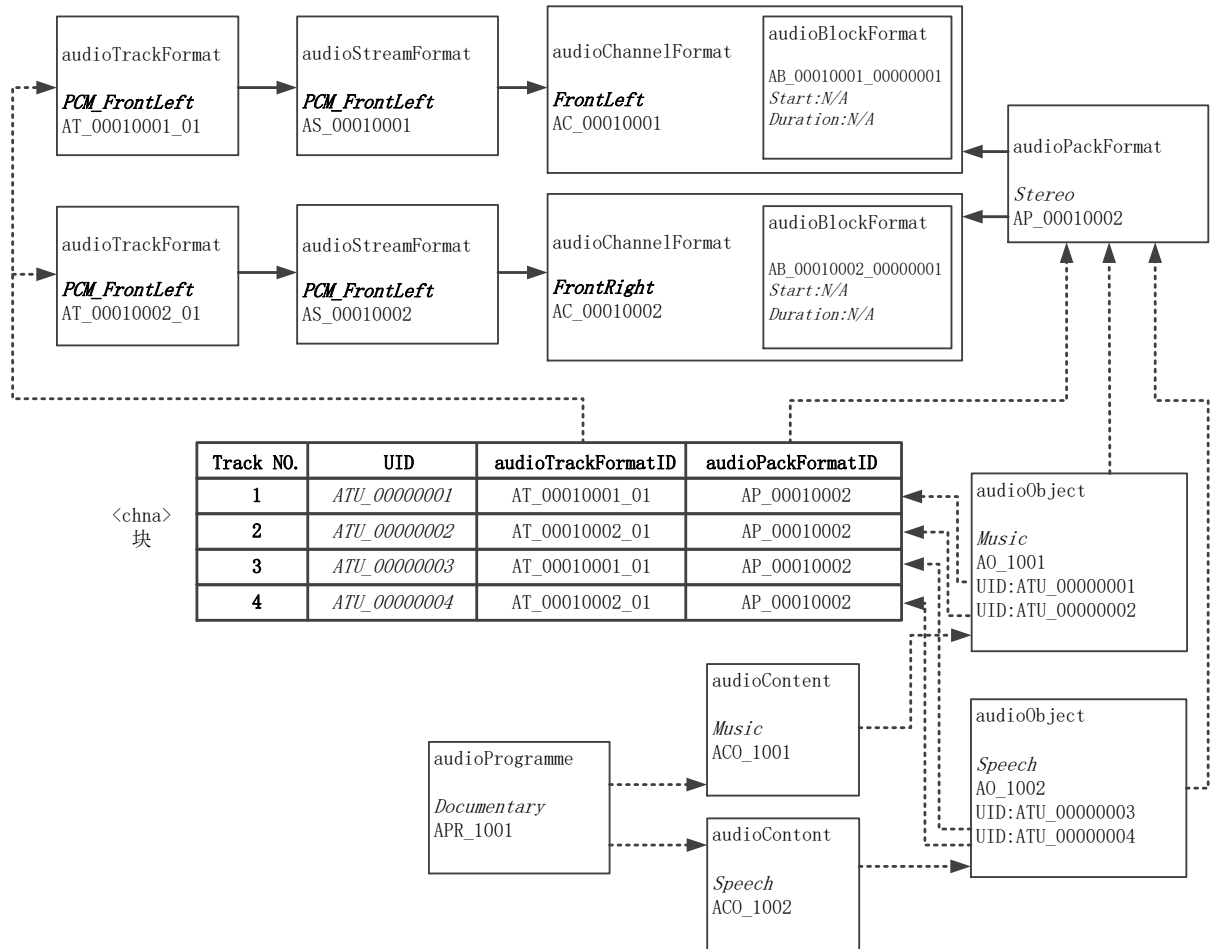 audioTrackFormat
PCM_FrontLeft
AT_00010001_01
audioStreamFormat
PCM_FrontLeft
AS_00010001
audioChannelFormat
FrontLeft
AC_00010001
audioBlockFormat
AB_00010001_00000001
Start:N/A
Duration:N/A
audioPackFormat
Stereo
AP_00010002
audioTrackFormat
PCM_FrontLeft
AT_00010002_01
audioStreamFormat
PCM_FrontLeft
AS_00010002
audioChannelFormat
FrontRight
AC_00010002
audioBlockFormat
AB_00010002_00000001
Start:N/A
Duration:N/A
<chna>
块
Track NO. UID audioTrackFormatID audioPackFormatID
1 ATU_00000001 AT_00010001_01 AP_00010002
2 ATU_00000002 AT_00010002_01 AP_00010002
3 ATU_00000003 AT_00010001_01 AP_00010002
4 ATU_00000004 AT_00010002_01 AP_00010002
audioObject
Music
AO_1001
UID:ATU_00000001
UID:ATU_00000002
audioContent
Music
ACO_1001
audioObject
Speech
AO_1002
UID:ATU_00000003
UID:ATU_00000004
audioProgramme
Documentary
APR_1001
audioContont
Speech
ACO_1002